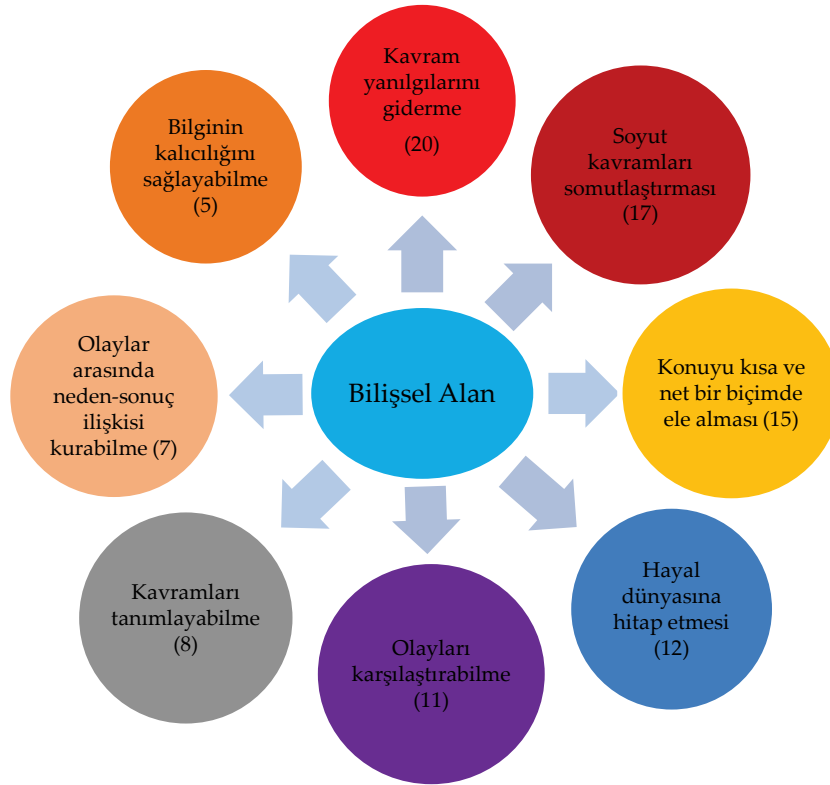 Kavram
yanılgılarını
giderme
(20)
Soyut
kavramları
somutlaştırması
(17)
Konuyu kısa ve
net bir biçimde
ele alması (15)
Hayal
dünyasına
hitap etmesi
(12)
Olayları
karşılaştırabilme
(11)
Kavramları
tanımlayabilme
(8)
Olaylar
arasında
neden-sonuç
ilişkisi
kurabilme (7)
Bilginin
kalıcılığını
sağlayabilme
(5)
Bilişsel Alan